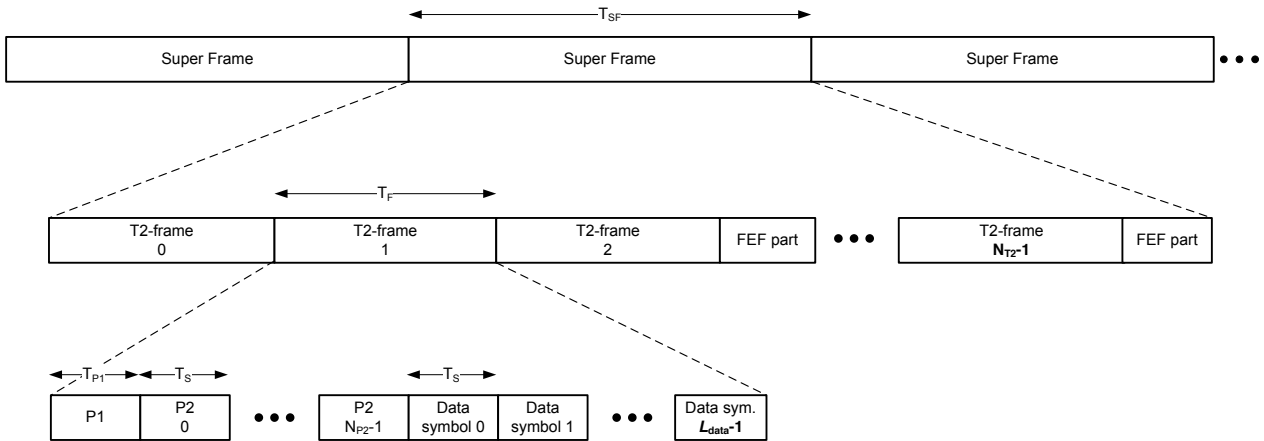 T_SF
Super Frame Super Frame Super Frame
T_F
T2-frame T2-frame T2-frame FEF part T2-frame FEF part
0 1 2 N_T2-1
T_P1 T_S T_S
P1 P2 P2 Data Data Data sym.
0 N_P2-1 symbol 0 symbol 1 L_data-1